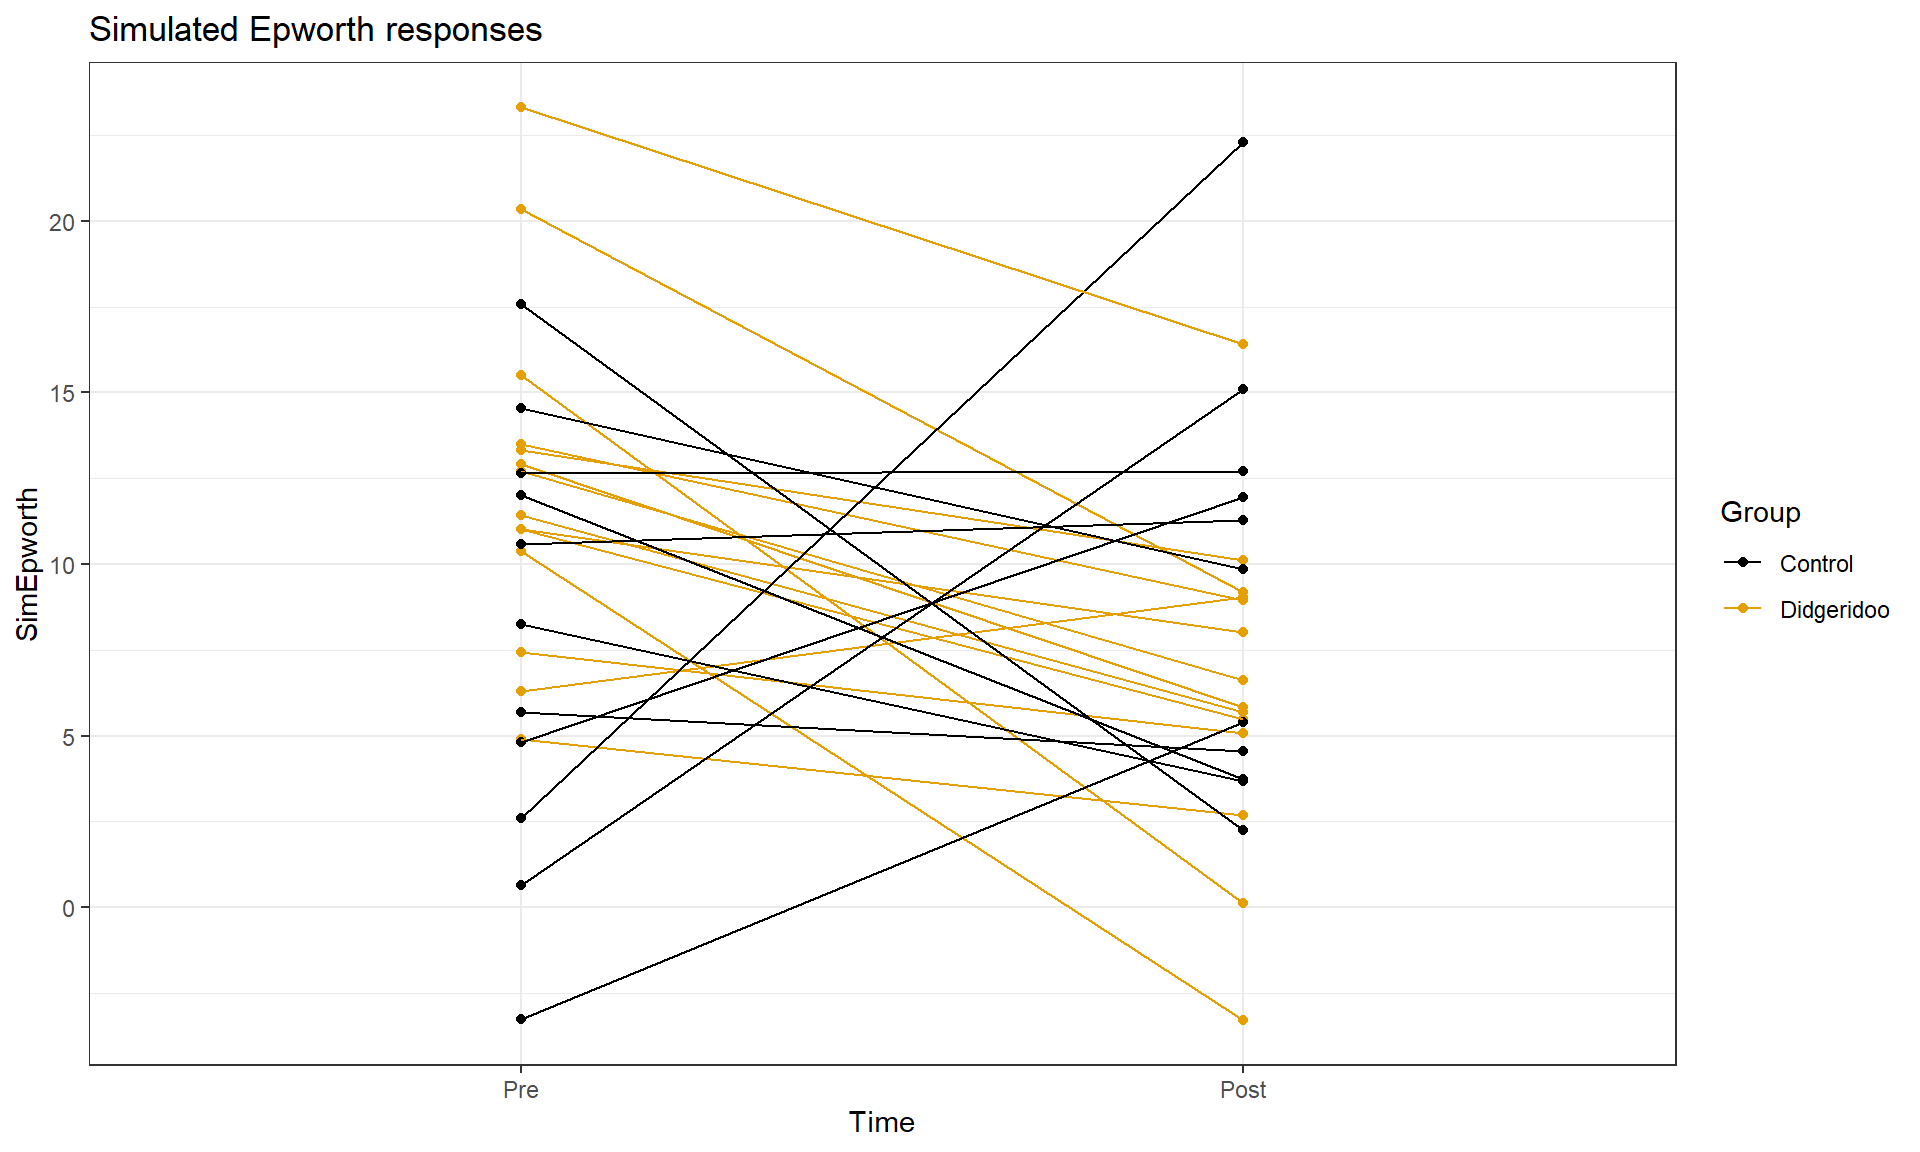 Simulated Epworth responses
SimEpworth
20
15
10
5
0
Pre
Post
Time
Group
Control
Didgeridoo